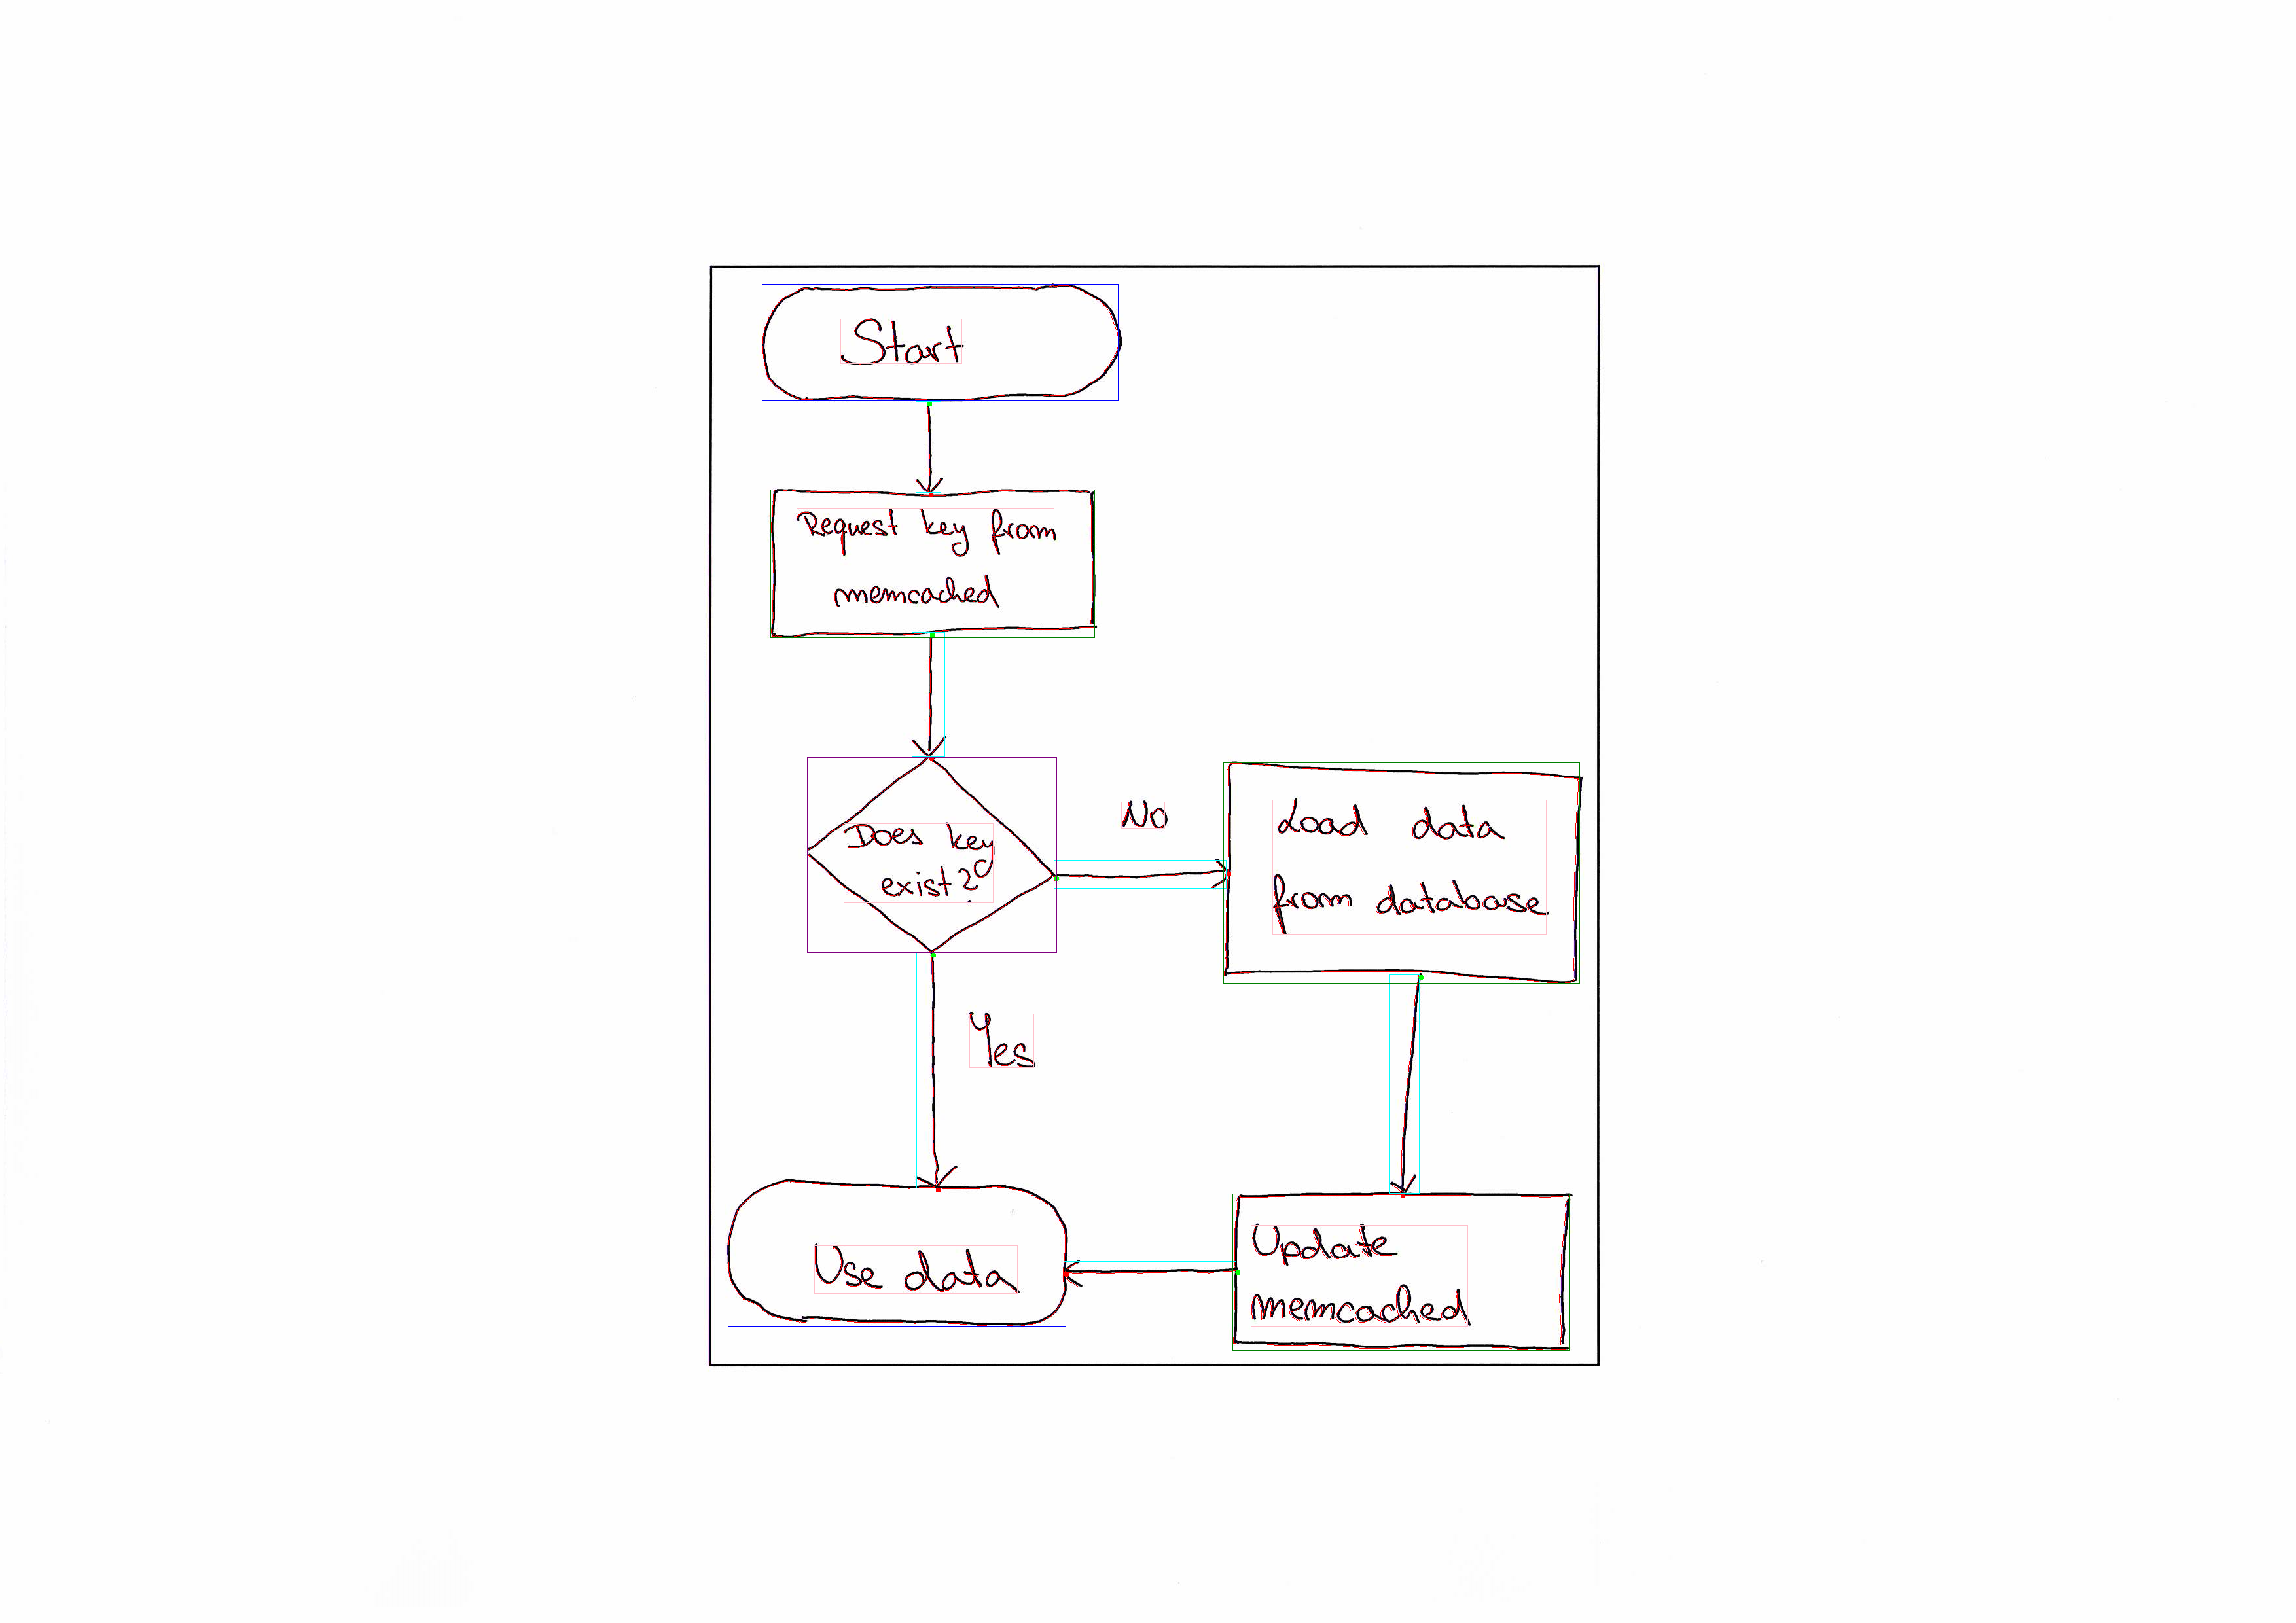 Start
Request key from
memcached
Does key
exist?
No
Load data
from database
Yes
Use data
Update
memcached